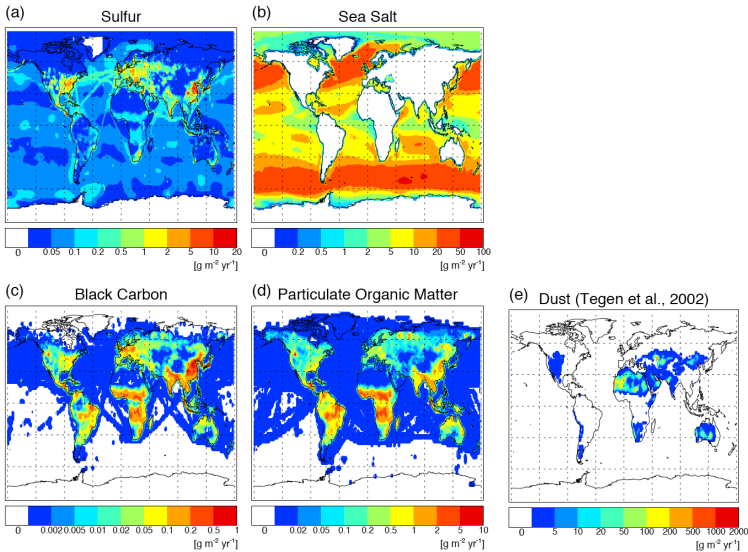 (a) Sulfur
(b) Sea Salt
0 0.05 0.1 0.2 0.5 1 2 5 10 20
[g m⁻² yr⁻¹]
0 0.1 0.2 0.5 1 2 5 10 50 100
[g m⁻² yr⁻¹]
(c) Black Carbon
(d) Particulate Organic Matter
(e) Dust (Tegen et al., 2002)
0 0.002 0.005 0.01 0.02 0.05 0.1 0.2 0.5 1
[g m⁻² yr⁻¹]
0 0.01 0.02 0.05 0.1 0.2 0.5 2 5 10
[g m⁻² yr⁻¹]
0 5 10 20 50 100 200 500 1000 2000
[g m⁻² yr⁻¹]